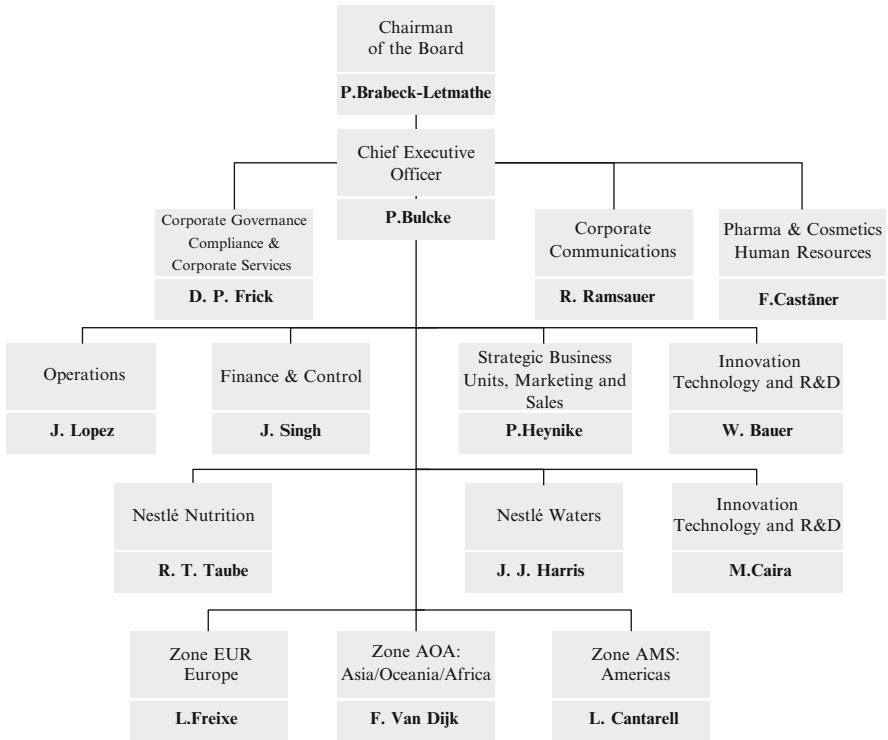 Chairman
of the Board
P.Brabeck-Letmathe
Chief Executive
Officer
P.Bulcke
Corporate Governance
Compliance &
Corporate Services
D. P. Frick
Corporate
Communications
R. Ramsauer
Pharma & Cosmetics
Human Resources
F.Castãner
Operations
J. Lopez
Finance & Control
J. Singh
Strategic Business
Units, Marketing and
Sales
P.Heynike
Innovation
Technology and R&D
W. Bauer
Nestlé Nutrition
R. T. Taube
Nestlé Waters
J. J. Harris
Innovation
Technology and R&D
M.Caira
Zone EUR
Europe
L.Freixe
Zone AOA:
Asia/Oceania/Africa
F. Van Dijk
Zone AMS:
Americas
L. Cantarell